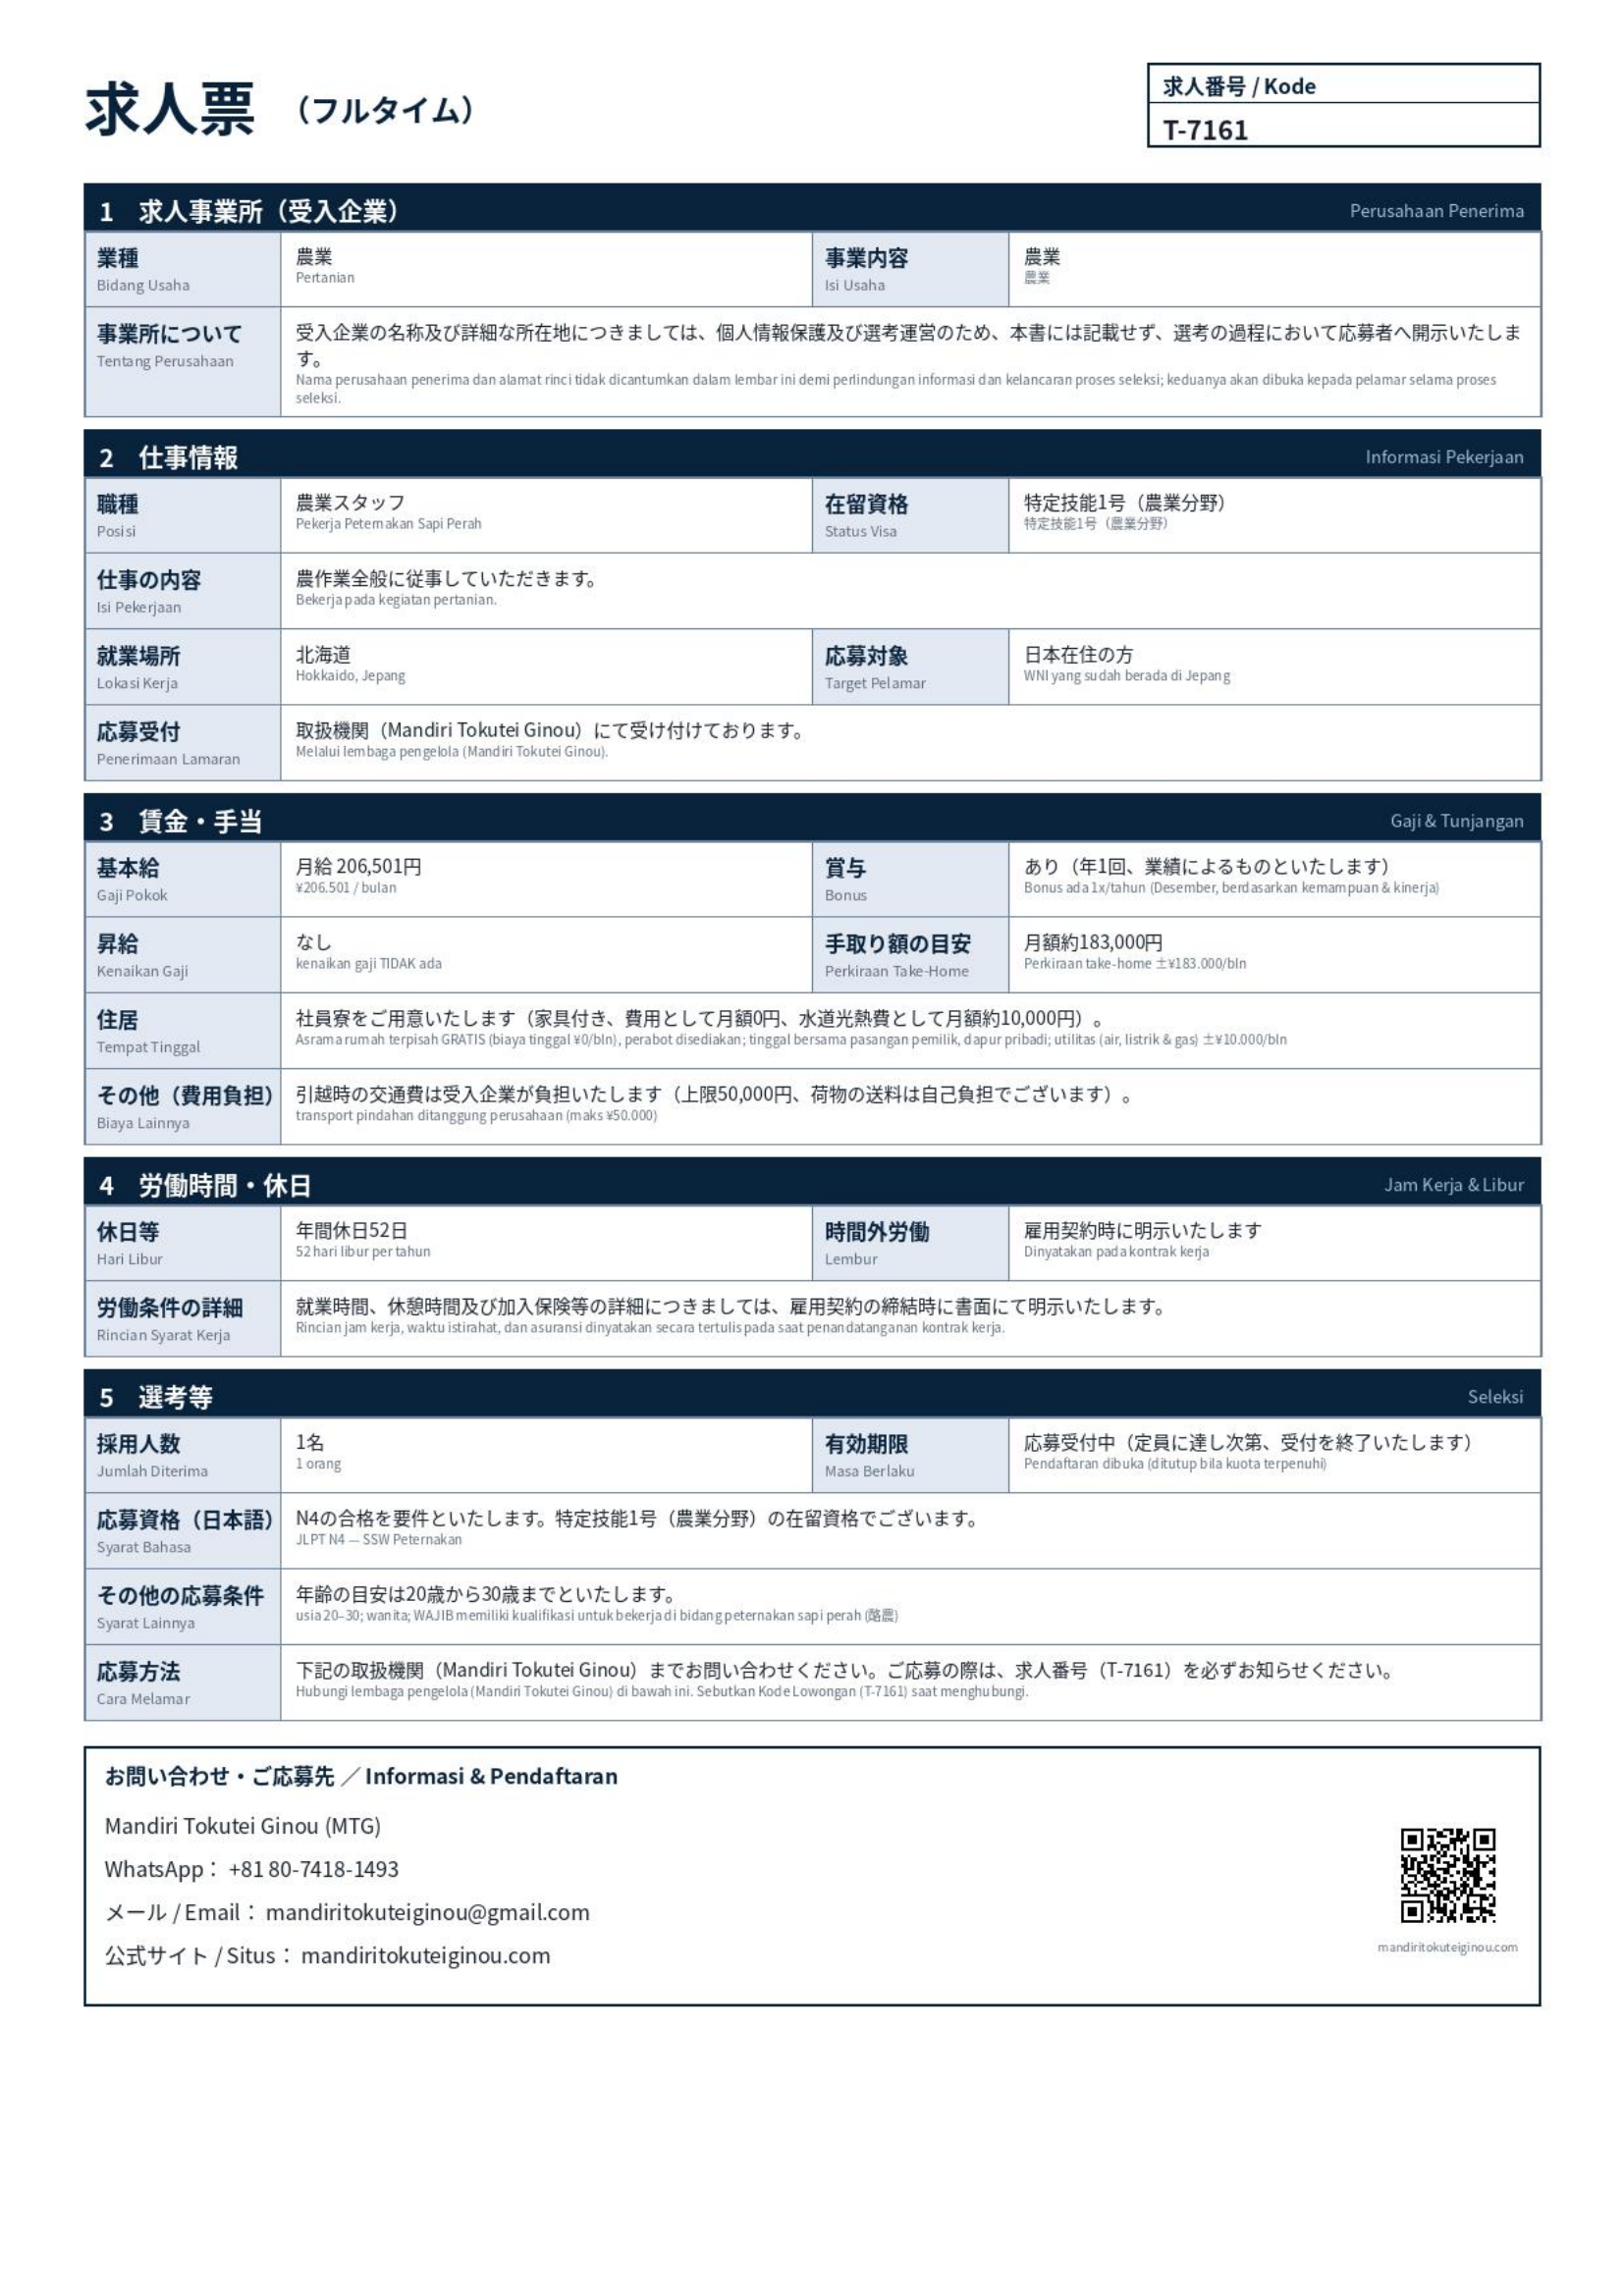 求人票 （フルタイム）
求人番号 / Kode
T-7161
1 求人事業所（受入企業） Perusahaan Penerima
業種 農業 事業内容 農業
Bidang Usaha Pertanian Isi Usaha 農業
事業所について 受入企業の名称及び詳細な所在地につきましては、個人情報保護及び選考運営のため、本書には記載せず、選考の過程において応募者へ開示いたしま
す。
Tentang Perusahaan
Nama perusahaan penerima dan alamat rinci tidak dicantumkan dalam lembar ini demi perlindungan informasi dan kelancaran proses seleksi; keduanya akan dibuka kepada pelamar selama proses
seleksi.
2 仕事情報 Informasi Pekerjaan
職種 農業スタッフ 在留資格 特定技能1号（農業分野）
Posisi Pekerja Peternakan Sapi Perah Status Visa 特定技能1号（農業分野）
仕事の内容 農作業全般に従事していただきます。
Isi Pekerjaan Bekerja pada kegiatan pertanian.
就業場所 北海道 応募対象 日本在住の方
Lokasi Kerja Hokkaido, Jepang Target Pelamar WNI yang sudah berada di Jepang
応募受付 取扱機関（Mandiri Tokutei Ginou）にて受け付けております。
Penerimaan Lamaran Melalui lembaga pengelola (Mandiri Tokutei Ginou).
3 賃金・手当 Gaji & Tunjangan
基本給 月給 206,501円 賞与 あり（年1回、業績によるものといたします）
Gaji Pokok ¥206.501 / bulan Bonus Bonus ada 1x/tahun (Desember, berdasarkan kemampuan & kinerja)
昇給 なし 手取り額の目安 月額約183,000円
Kenaikan Gaji kenaikan gaji TIDAK ada Perkiraan Take-Home Perkiraan take-home ±¥183.000/bln
住居 社員寮をご用意いたします（家具付き、費用として月額0円、水道光熱費として月額約10,000円）。
Tempat Tinggal Asrama rumah terpisah GRATIS (biaya tinggal ¥0/bln), perabot disediakan; tinggal bersama pasangan pemilik, dapur pribadi; utilitas (air, listrik & gas) ±¥10.000/bln
その他（費用負担） 引越時の交通費は受入企業が負担いたします（上限50,000円、荷物の送料は自己負担でございます）。
Biaya Lainnya transport pindahan ditanggung perusahaan (maks ¥50.000)
4 労働時間・休日 Jam Kerja & Libur
休日等 年間休日52日 時間外労働 雇用契約時に明示いたします
Hari Libur 52 hari libur per tahun Lembur Dinyatakan pada kontrak kerja
労働条件の詳細 就業時間、休憩時間及び加入保険等の詳細につきましては、雇用契約の締結時に書面にて明示いたします。
Rincian Syarat Kerja Rincian jam kerja, waktu istirahat, dan asuransi dinyatakan secara tertulis pada saat penandatanganan kontrak kerja.
5 選考等 Seleksi
採用人数 1名 有効期限 応募受付中（定員に達し次第、受付を終了いたします）
Jumlah Diterima 1 orang Masa Berlaku Pendaftaran dibuka (ditutup bila kuota terpenuhi)
応募資格（日本語） N4の合格を要件といたします。特定技能1号（農業分野）の在留資格でございます。
Syarat Bahasa JLPT N4 — SSW Peternakan
その他の応募条件 年齢の目安は20歳から30歳までといたします。
Syarat Lainnya usia 20–30; wanita; WAJIB memiliki kualifikasi untuk bekerja di bidang peternakan sapi perah (酪農)
応募方法 下記の取扱機関（Mandiri Tokutei Ginou）までお問い合わせください。ご応募の際は、求人番号（T-7161）を必ずお知らせください。
Cara Melamar Hubungi lembaga pengelola (Mandiri Tokutei Ginou) di bawah ini. Sebutkan Kode Lowongan (T-7161) saat menghubungi.
お問い合わせ・ご応募先 ／ Informasi & Pendaftaran
Mandiri Tokutei Ginou (MTG)
WhatsApp： +81 80-7418-1493
メール / Email： mandiritokuteiginou@gmail.com
公式サイト / Situs： mandiritokuteiginou.com
mandiritokuteiginou.com